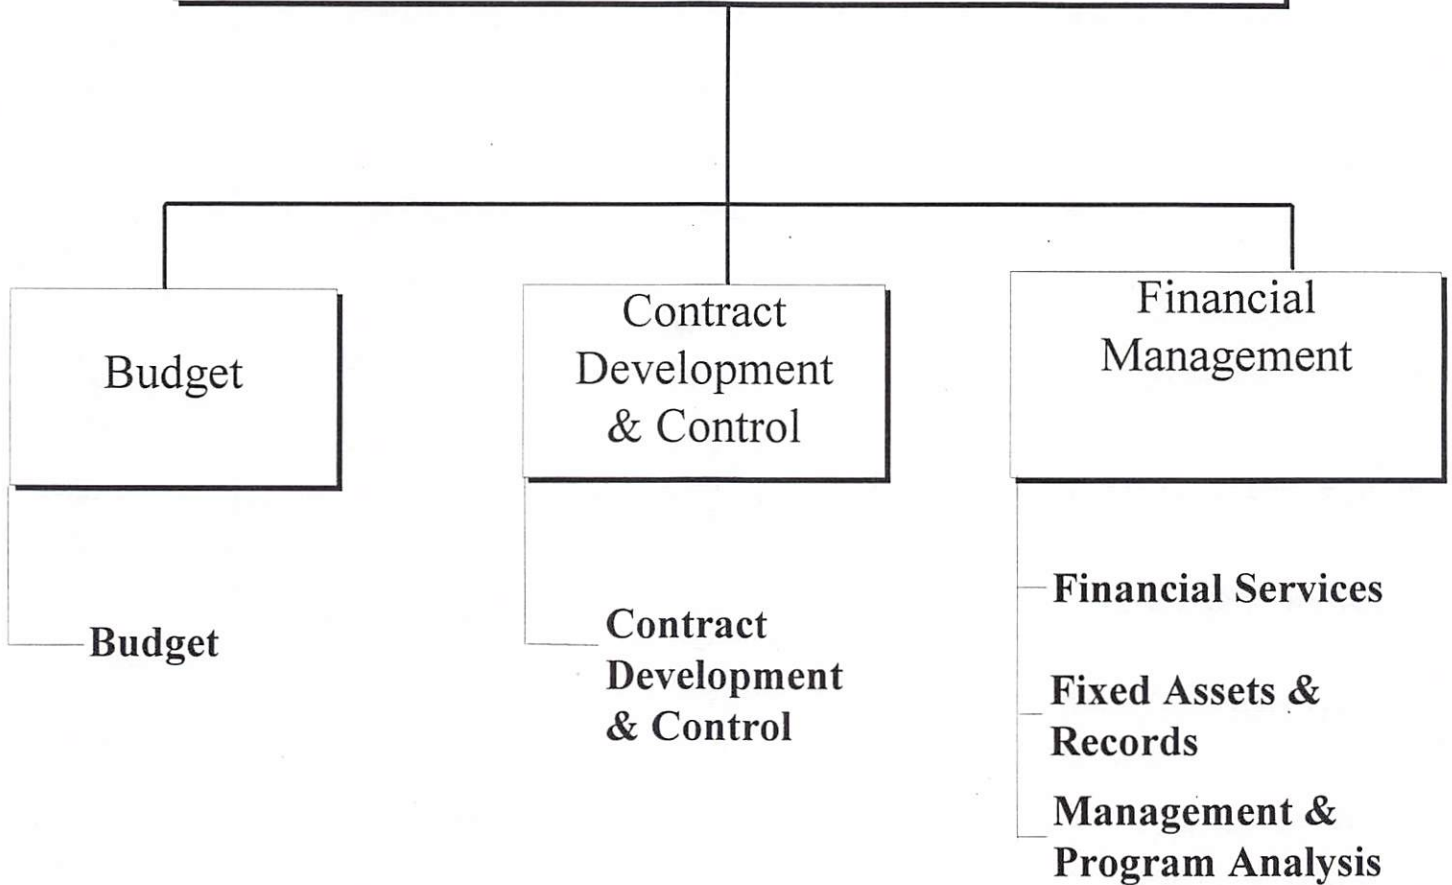 Budget
Contract
Development
& Control
Financial
Management
Budget
Contract
Development
& Control
Financial Services
Fixed Assets &
Records
Management &
Program Analysis